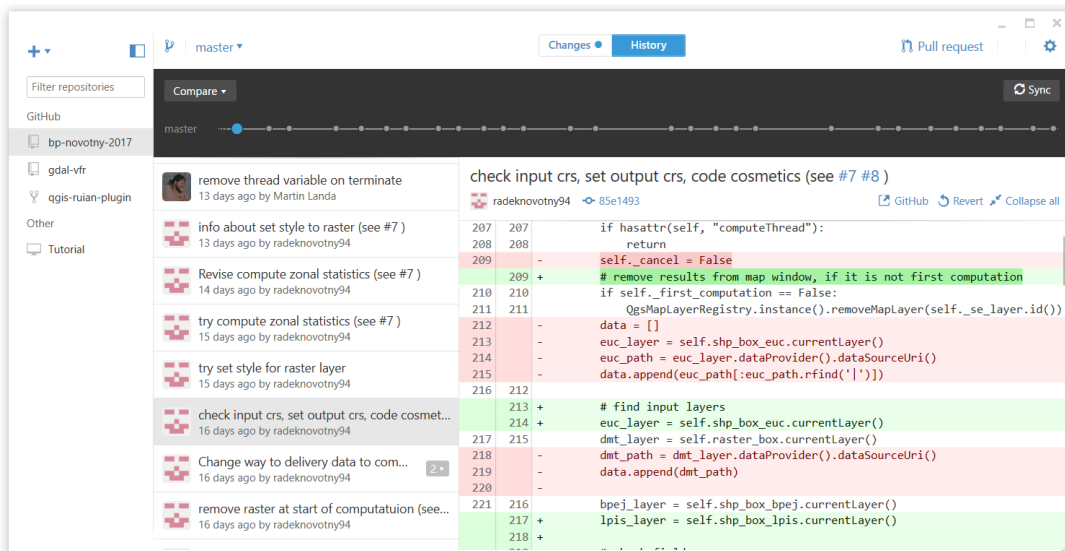 master
Changes
History
Pull request
Filter repositories
GitHub
bp-novotny-2017
gdal-vfr
qgis-ruian-plugin
Other
Tutorial
Compare
Sync
master
remove thread variable on terminate
13 days ago by Martin Landa
info about set style to raster (see #7 )
13 days ago by radeknovotny94
Revise compute zonal statistics (see #7 )
14 days ago by radeknovotny94
try compute zonal statistics (see #7 )
15 days ago by radeknovotny94
try set style for raster layer
15 days ago by radeknovotny94
check input crs, set output crs, code cosmet...
16 days ago by radeknovotny94
Change way to delivery data to com...
2
16 days ago by radeknovotny94
remove raster at start of computatuion (see...
16 days ago by radeknovotny94
check input crs, set output crs, code cosmetics (see #7 #8 )
radeknovotny94 85e1493 GitHub Revert Collapse all
207 207 if hasattr(self, "computeThread"):
208 208 return
209 - self._cancel = False
209 + # remove results from map window, if it is not first computation
210 210 if self._first_computation == False:
211 211 QgsMapLayerRegistry.instance().removeMapLayer(self._se_layer.id())
212 - data = []
213 - euc_layer = self.shp_box_euc.currentLayer()
214 - euc_path = euc_layer.dataProvider().dataSourceUri()
215 - data.append(euc_path[:euc_path.rfind('|')])
216 212
213 + # find input layers
214 + euc_layer = self.shp_box_euc.currentLayer()
217 215 dmt_layer = self.raster_box.currentLayer()
218 - dmt_path = dmt_layer.dataProvider().dataSourceUri()
219 - data.append(dmt_path)
220 -
221 216 bpej_layer = self.shp_box_bpej.currentLayer()
217 + lpis_layer = self.shp_box_lpis.currentLayer()
218 +